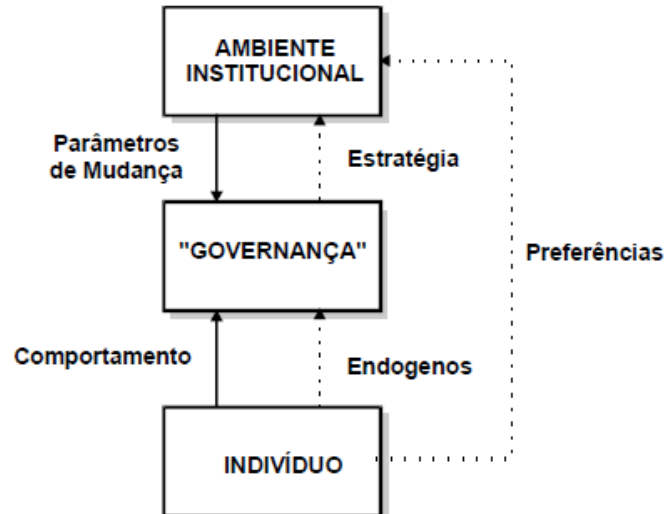 AMBIENTE
INSTITUCIONAL
Parâmetros
de Mudança
Estratégia
"GOVERNANÇA"
Preferências
Comportamento
Endogenos
INDIVÍDUO